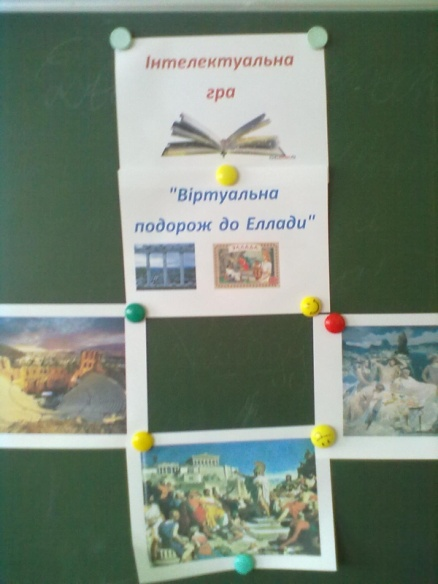 Інтелектуальна
гра
"Віртуальна
подорож до Еллади"